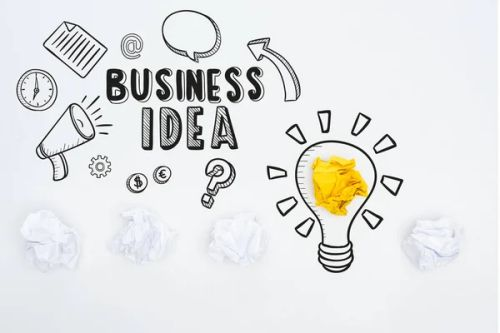 @
BUSINESS
IDEA
$ €
?